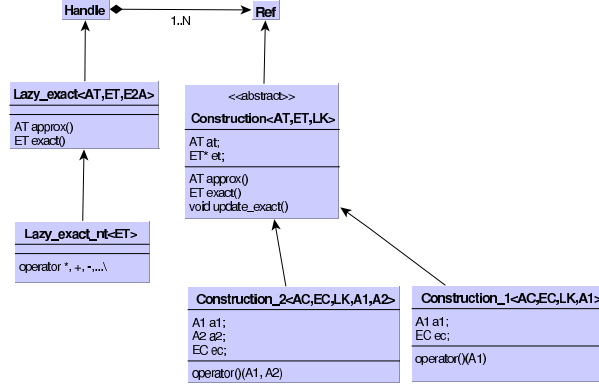 Handle
Ref
1..N
Lazy_exact<AT,ET,E2A>
AT approx()
ET exact()
<<abstract>>
Construction<AT,ET,LK>
AT at;
ET* et;
AT approx()
ET exact()
void update_exact()
Lazy_exact_nt<ET>
operator *, +, -,...\
Construction_2<AC,EC,LK,A1,A2>
A1 a1;
A2 a2;
EC ec;
operator()(A1, A2)
Construction_1<AC,EC,LK,A1>
A1 a1;
EC ec;
operator()(A1)